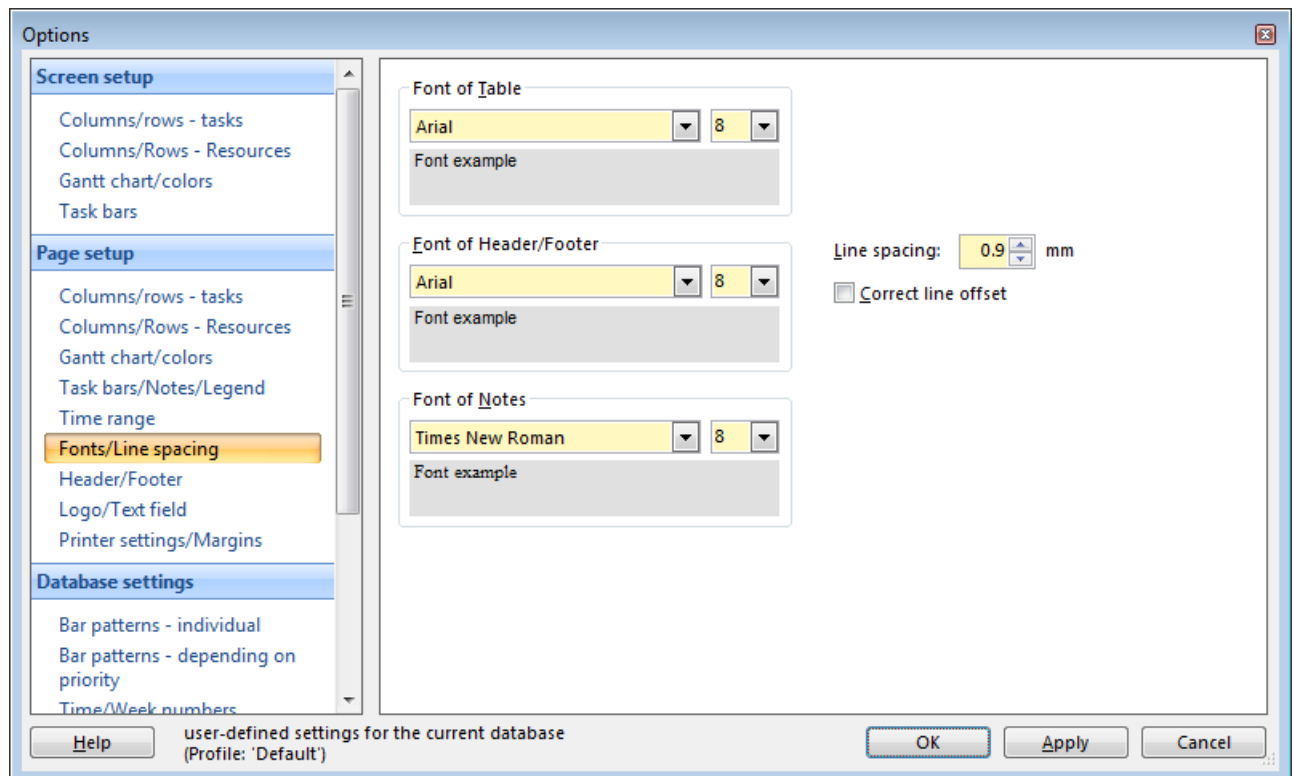 Options
Screen setup
Columns/rows - tasks
Columns/Rows - Resources
Gantt chart/colors
Task bars
Page setup
Columns/rows - tasks
Columns/Rows - Resources
Gantt chart/colors
Task bars/Notes/Legend
Time range
Fonts/Line spacing
Header/Footer
Logo/Text field
Printer settings/Margins
Database settings
Bar patterns - individual
Bar patterns - depending on
priority
Time/Week numbers
Font of Table
Arial 8
Font example
Font of Header/Footer
Arial 8
Font example
Font of Notes
Times New Roman 8
Font example
Line spacing: 0.9 mm
Correct line offset
Help
user-defined settings for the current database
(Profile: 'Default')
OK
Apply
Cancel